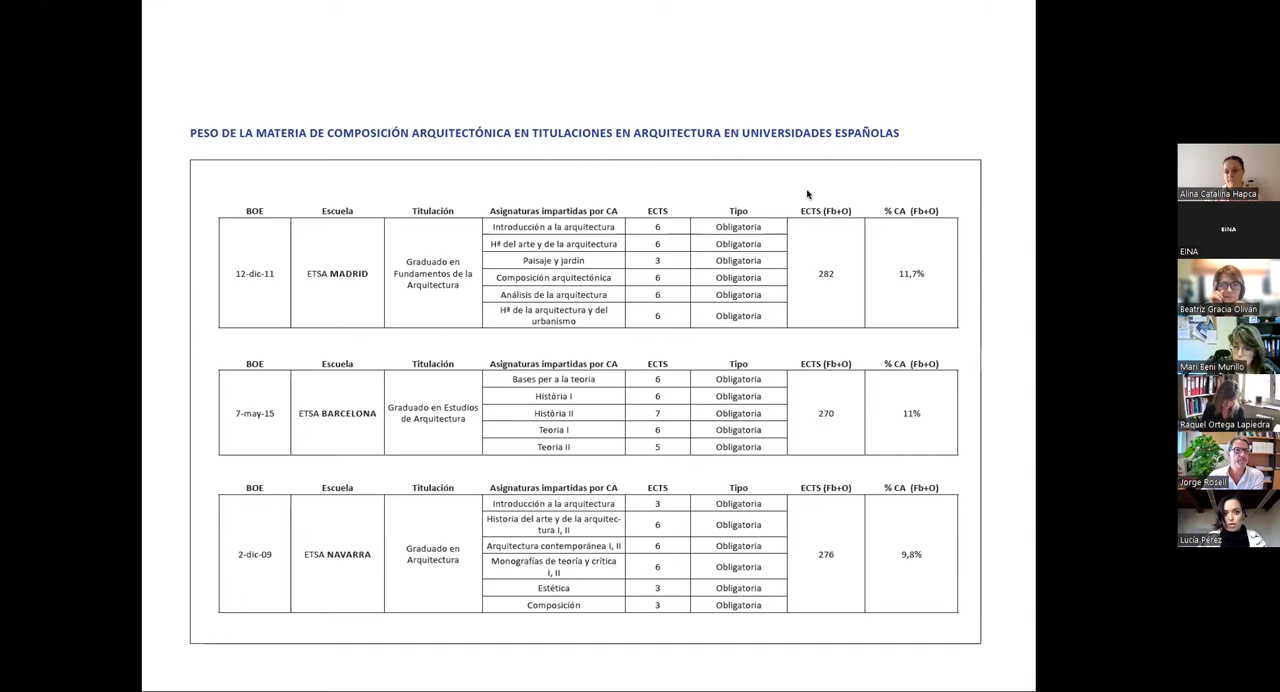 PESO DE LA MATERIA DE COMPOSICIÓN ARQUITECTÓNICA EN TITULACIONES EN ARQUITECTURA EN UNIVERSIDADES ESPAÑOLAS
BOE Escuela Titulación Asignaturas impartidas por CA ECTS Tipo ECTS (Fb+O) % CA (Fb+O)
12-dic-11 ETSA MADRID Graduado en
Fundamentos de la
Arquitectura
Introducción a la arquitectura 6 Obligatoria
Hª del arte y de la arquitectura 6 Obligatoria
Paisaje y jardín 3 Obligatoria
Composición arquitectónica 6 Obligatoria
Análisis de la arquitectura 6 Obligatoria
Hª de la arquitectura y del
urbanismo 6 Obligatoria
282 11,7%
BOE Escuela Titulación Asignaturas impartidas por CA ECTS Tipo ECTS (Fb+O) % CA (Fb+O)
7-may-15 ETSA BARCELONA Graduado en Estudios
de Arquitectura
Bases per a la teoria 6 Obligatoria
Història I 6 Obligatoria
Història II 7 Obligatoria
Teoria I 6 Obligatoria
Teoria II 5 Obligatoria
270 11%
BOE Escuela Titulación Asignaturas impartidas por CA ECTS Tipo ECTS (Fb+O) % CA (Fb+O)
2-dic-09 ETSA NAVARRA Graduado en
Arquitectura
Introducción a la arquitectura 3 Obligatoria
Historia del arte y de la arquitec-
tura I, II 6 Obligatoria
Arquitectura contemporánea I, II 6 Obligatoria
Monografías de teoría y crítica
I, II 6 Obligatoria
Estética 3 Obligatoria
Composición 3 Obligatoria
276 9,8%
Alina Catalina Hapca
EINA
EINA
Beatriz Gracia Oliván
Mari Beni Murillo
Raquel Ortega Lapiedra
Jorge Rosell
Lucía Pérez